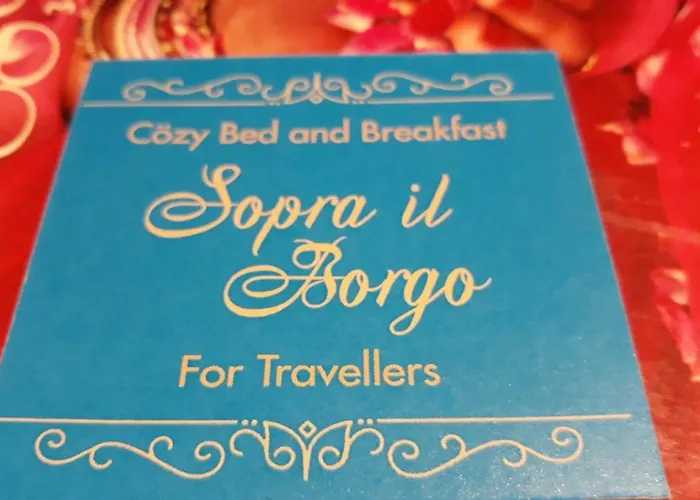 Cözy Bed and Breakfast
Sopra il
Borgo
For Travellers